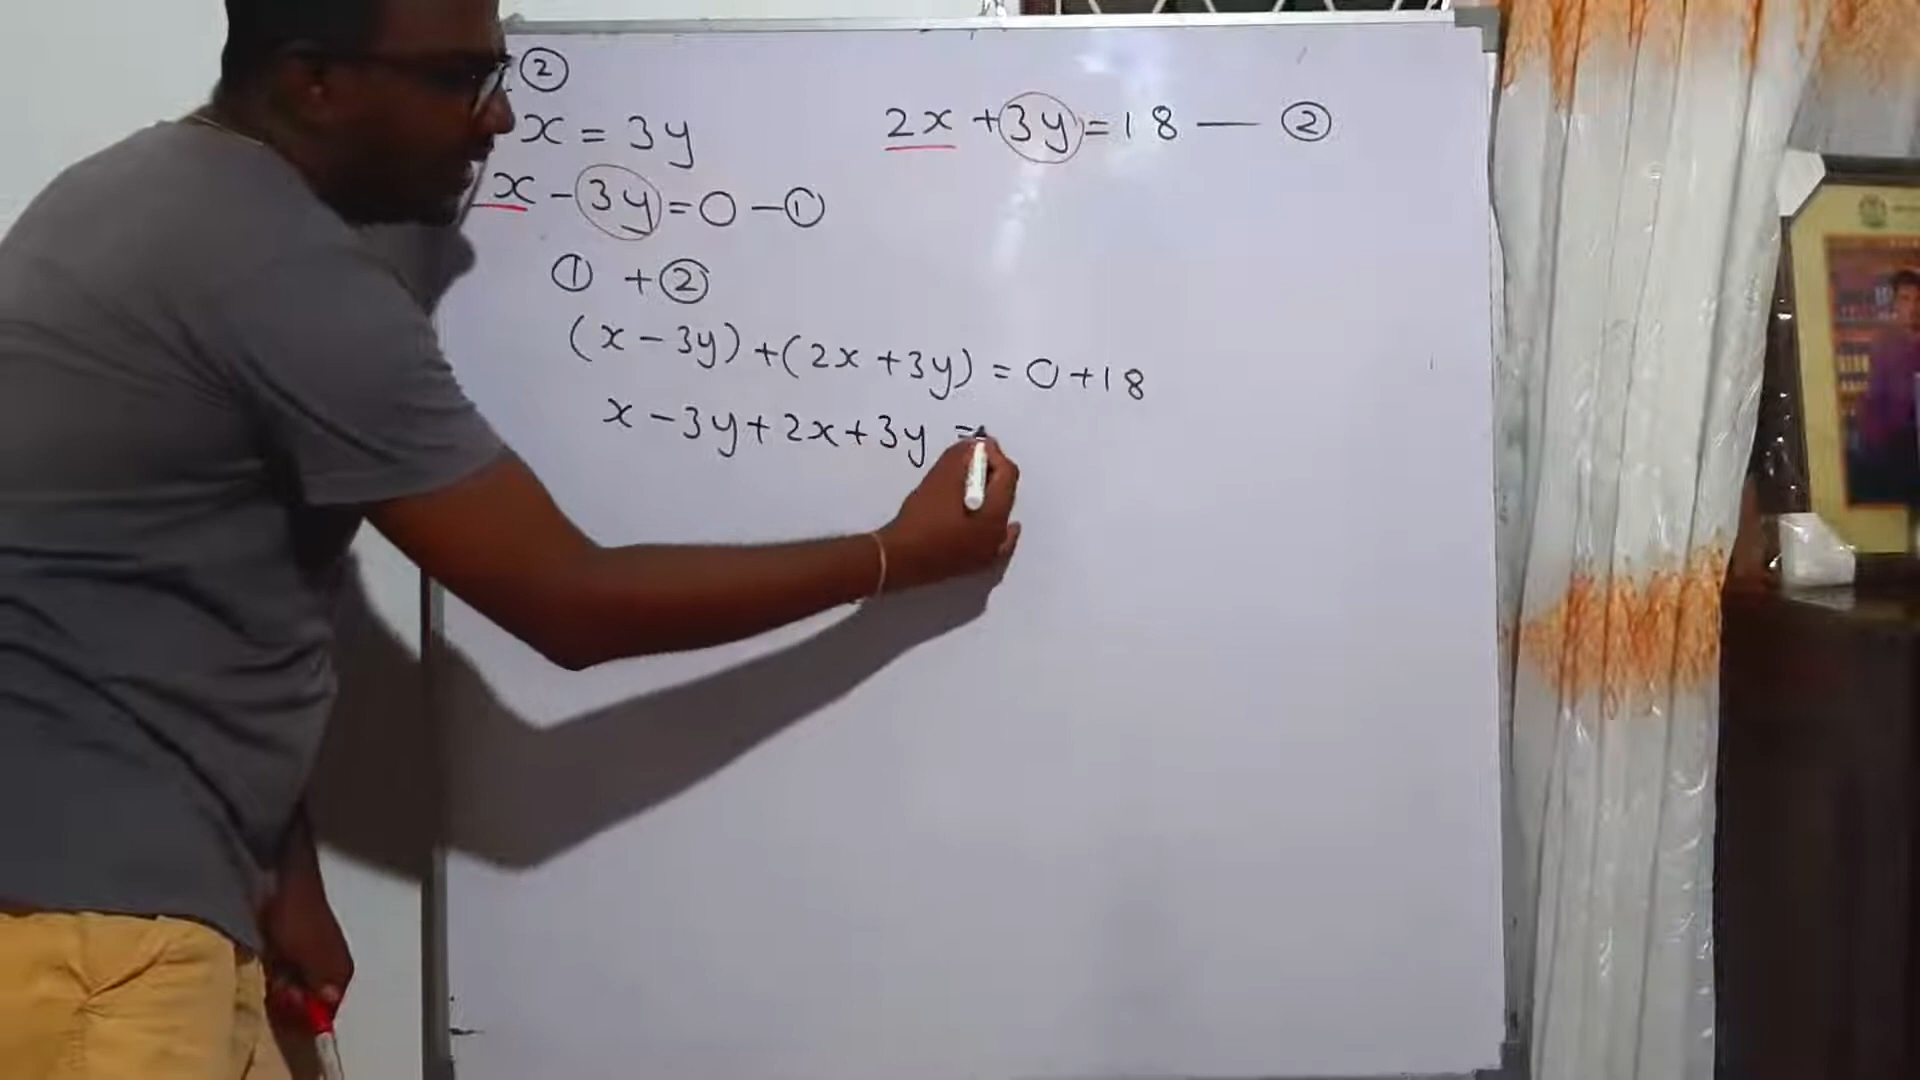 ②
x = 3y
2x + 3y = 18 — ②
x - 3y = 0 - ①
① + ②
(x - 3y) + (2x + 3y) = 0 + 18
x - 3y + 2x + 3y =